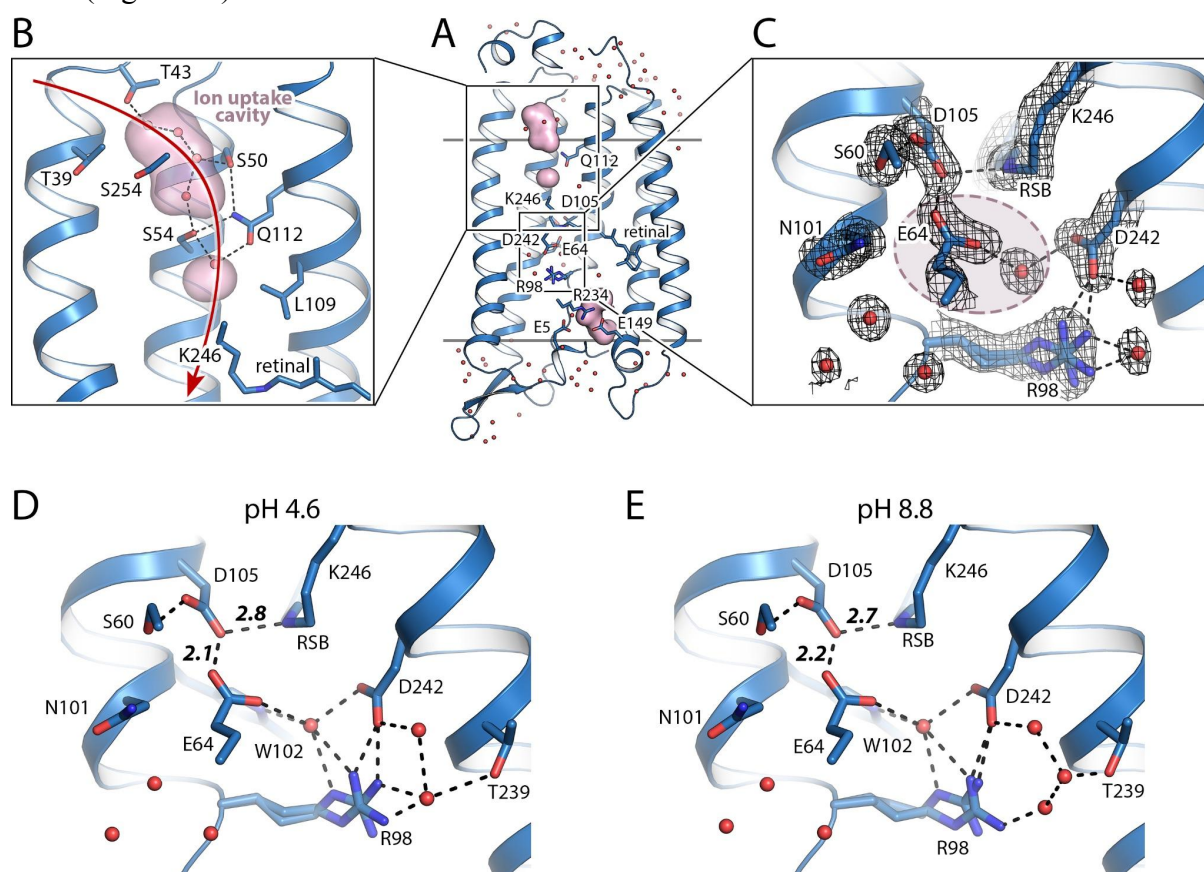 B
A
C
T43
Ion uptake
cavity
T39
S254
S50
S54
Q112
L109
K246
retinal
Q112
K246
D105
D242
E64
retinal
R98
R234
E5
E149
D105
K246
S60
RSB
N101
E64
D242
R98
D
pH 4.6
E
pH 8.8
D105
K246
S60
2.8
RSB
2.1
D242
N101
E64
W102
T239
R98
D105
K246
S60
2.7
RSB
2.2
D242
N101
E64
W102
T239
R98